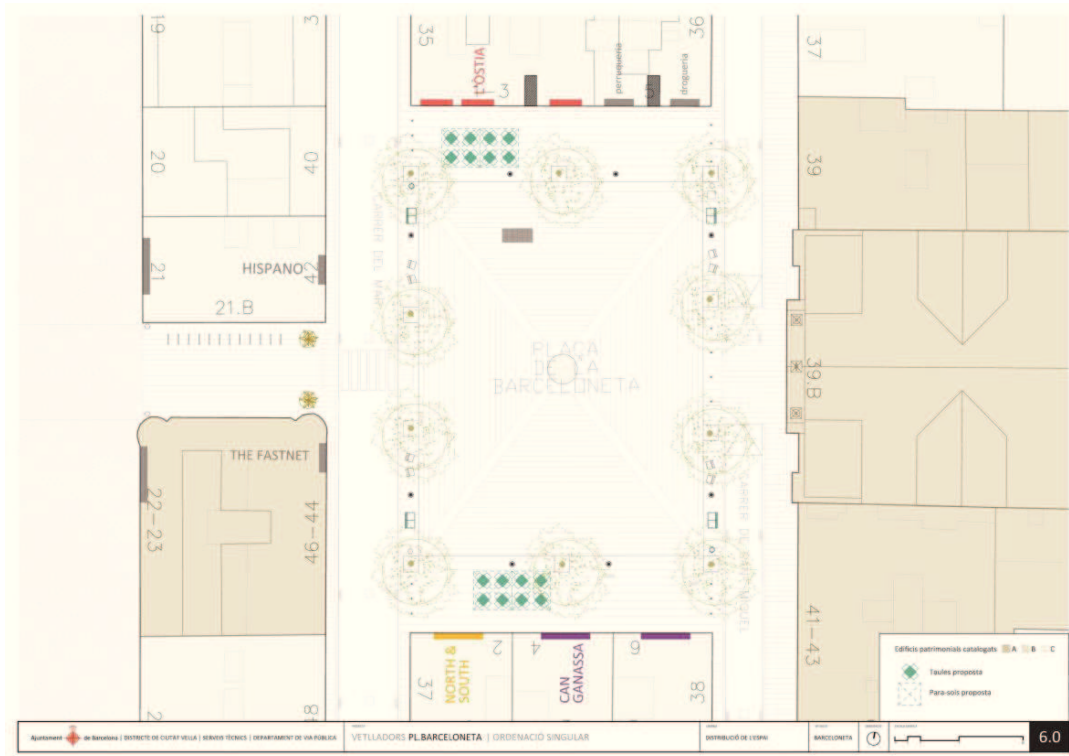 19
3
35
L'OSTIA
3
perruqueria
5
drogueria
36
37
20
40
39
CARRER DEL MAR
21
HISPANO
42
21.B
PLAÇA
DE LA
BARCELONETA
39.B
THE FASTNET
22-23
46-44
CARRER DE SANT MIQUEL
41-43
2
4
6
37
NORTH &
SOUTH
CAN
GANASSA
38
Edificis patrimonials catalogats A B C
Taules proposta
Para-sols proposta
Ajuntament de Barcelona | DISTRICTE DE CIUTAT VELLA | SERVEIS TÈCNICS | DEPARTAMENT DE VIA PÚBLICA
VETLLADORS PL.BARCELONETA | ORDENACIÓ SINGULAR
DISTRIBUCIÓ DE L'ESPAI
BARCELONETA
6.0